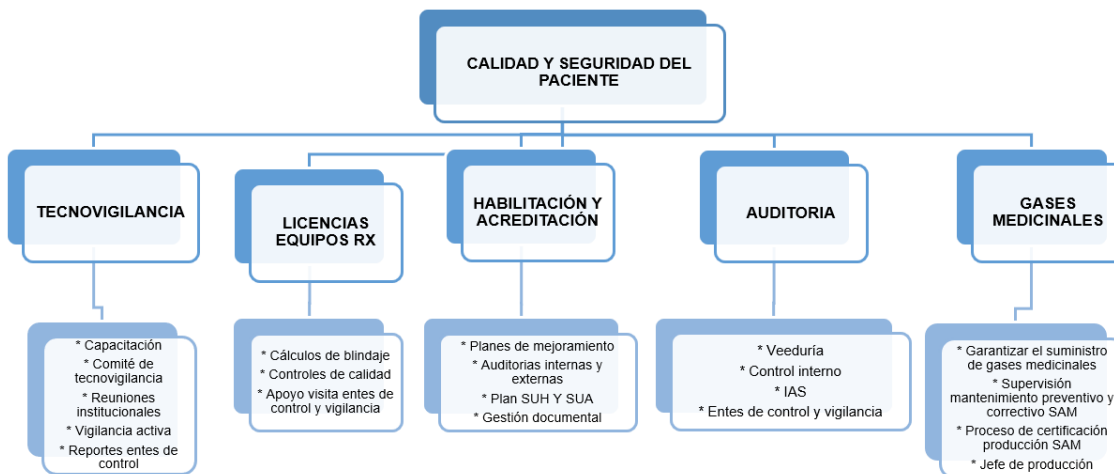 CALIDAD Y SEGURIDAD DEL
PACIENTE
TECNOVIGILANCIA
LICENCIAS
EQUIPOS RX
HABILITACIÓN Y
ACREDITACIÓN
AUDITORIA
GASES
MEDICINALES
* Capacitación
* Comité de
tecnovigilancia
* Reuniones
institucionales
* Vigilancia activa
* Reportes entes de
control
* Cálculos de blindaje
* Controles de calidad
* Apoyo visita entes de
control y vigilancia
* Planes de mejoramiento
* Auditorias internas y
externas
* Plan SUH Y SUA
* Gestión documental
* Veeduría
* Control interno
* IAS
* Entes de control y vigilancia
* Garantizar el suministro
de gases medicinales
* Supervisión
mantenimiento preventivo y
correctivo SAM
* Proceso de certificación
producción SAM
* Jefe de producción